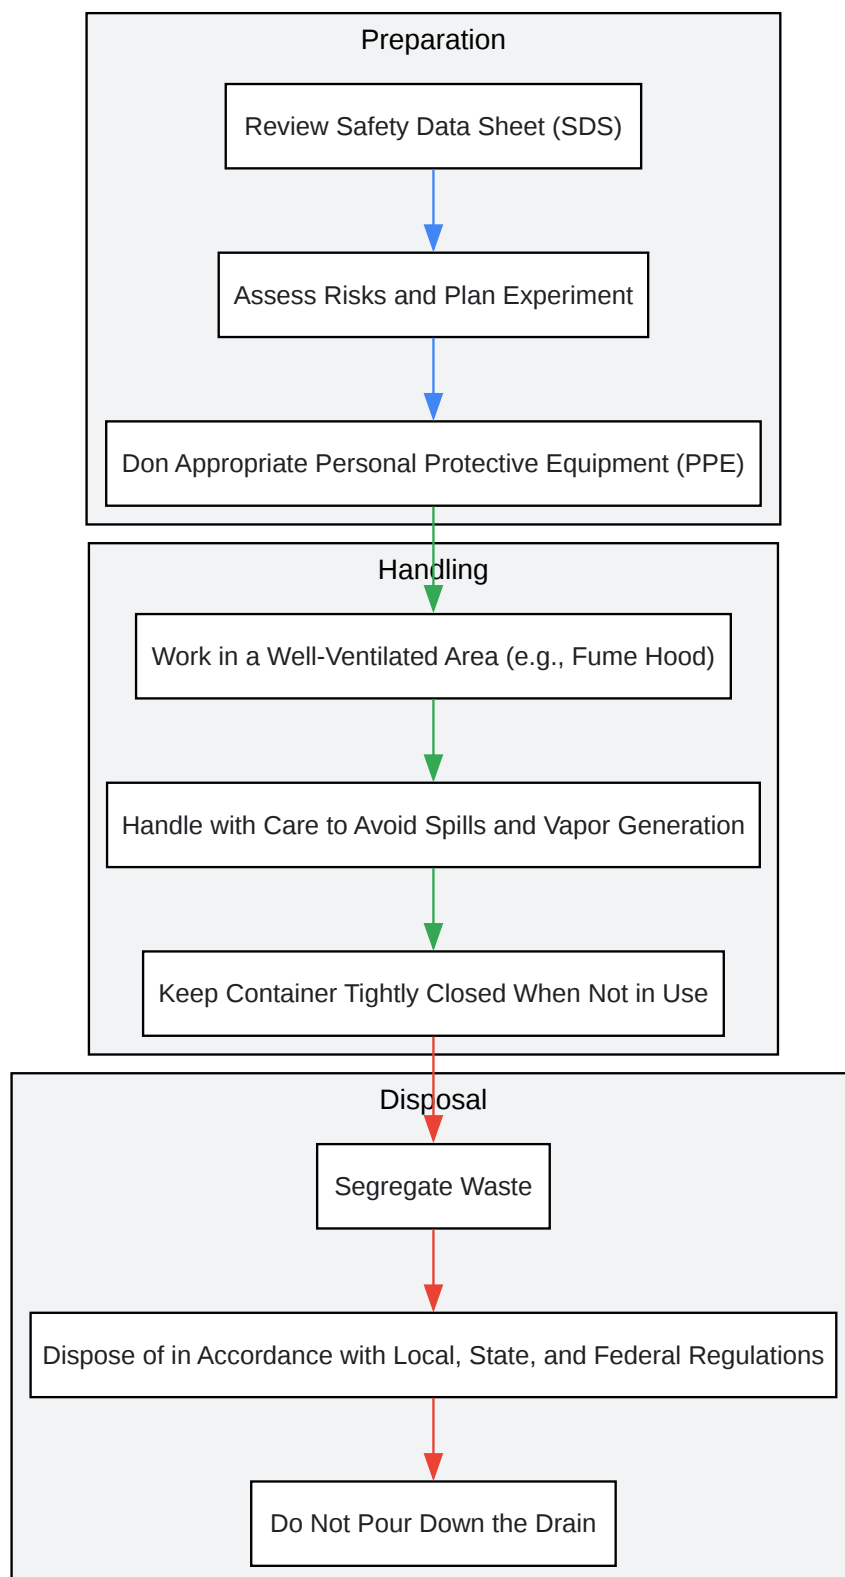 Preparation
Review Safety Data Sheet (SDS)
Assess Risks and Plan Experiment
Don Appropriate Personal Protective Equipment (PPE)
Handling
Work in a Well-Ventilated Area (e.g., Fume Hood)
Handle with Care to Avoid Spills and Vapor Generation
Keep Container Tightly Closed When Not in Use
Disposal
Segregate Waste
Dispose of in Accordance with Local, State, and Federal Regulations
Do Not Pour Down the Drain